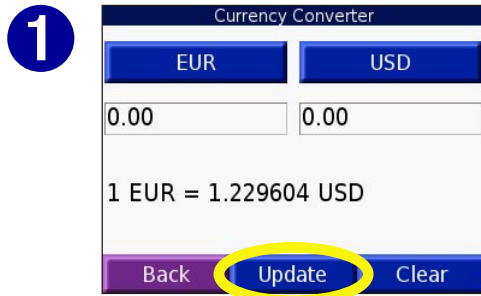 1
Currency Converter
EUR USD
0.00 0.00
1 EUR = 1.229604 USD
Back Update Clear